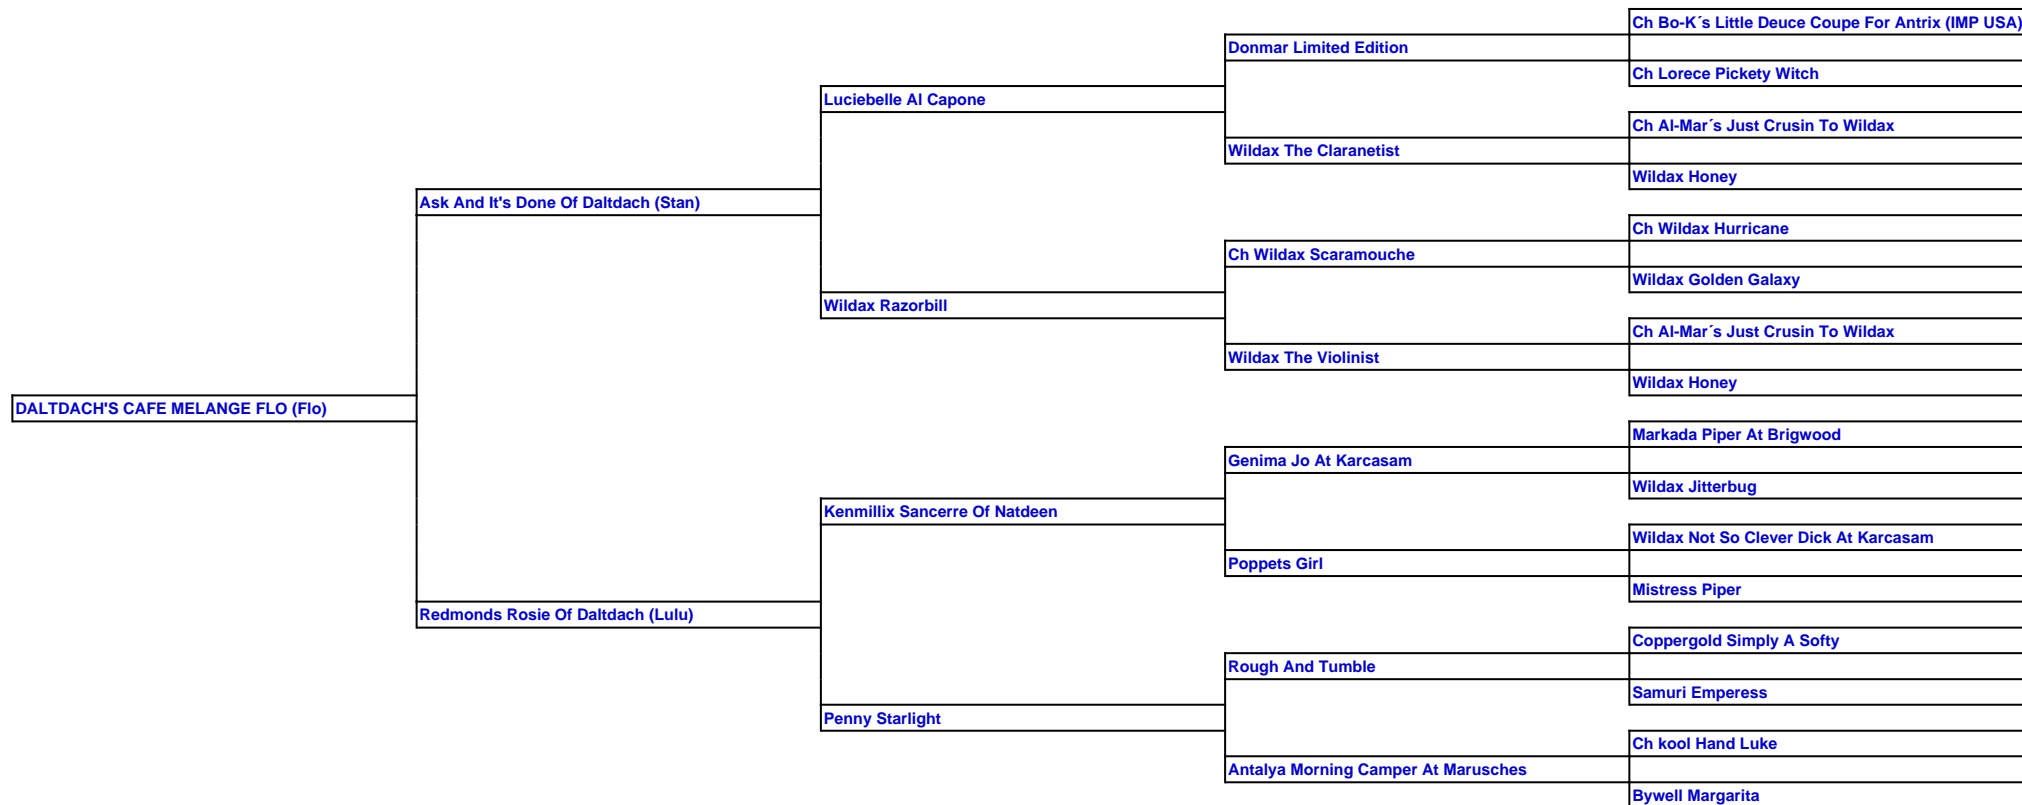 Ch Bo-K´s Little Deuce Coupe For Antrix (IMP USA)
Donmar Limited Edition
Ch Lorece Pickety Witch
Luciebelle Al Capone
Ch Al-Mar´s Just Crusin To Wildax
Wildax The Claranetist
Wildax Honey
Ask And It's Done Of Daltdach (Stan)
Ch Wildax Hurricane
Ch Wildax Scaramouche
Wildax Golden Galaxy
Wildax Razorbill
Ch Al-Mar´s Just Crusin To Wildax
Wildax The Violinist
Wildax Honey
DALTDACH'S CAFE MELANGE FLO (Flo)
Markada Piper At Brigwood
Genima Jo At Karcasam
Wildax Jitterbug
Kenmillix Sancerre Of Natdeen
Wildax Not So Clever Dick At Karcasam
Poppets Girl
Mistress Piper
Redmonds Rosie Of Daltdach (Lulu)
Coppergold Simply A Softy
Rough And Tumble
Samuri Emperess
Penny Starlight
Ch kool Hand Luke
Antalya Morning Camper At Marusches
Bywell Margarita